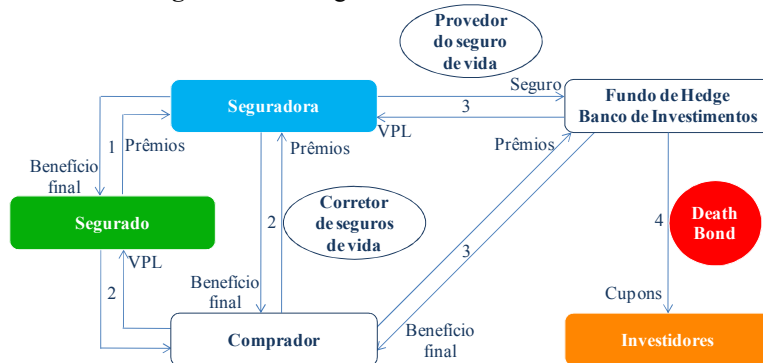 Provedor
do seguro
de vida
Seguradora
Seguro
3
VPL
Fundo de Hedge
Banco de Investimentos
1
Prêmios
Prêmios
Prêmios
Benefício
final
Segurado
2
Corretor
de seguros
de vida
4
Death
Bond
VPL
2
3
Benefício
final
Cupons
Comprador
Benefício
final
Investidores